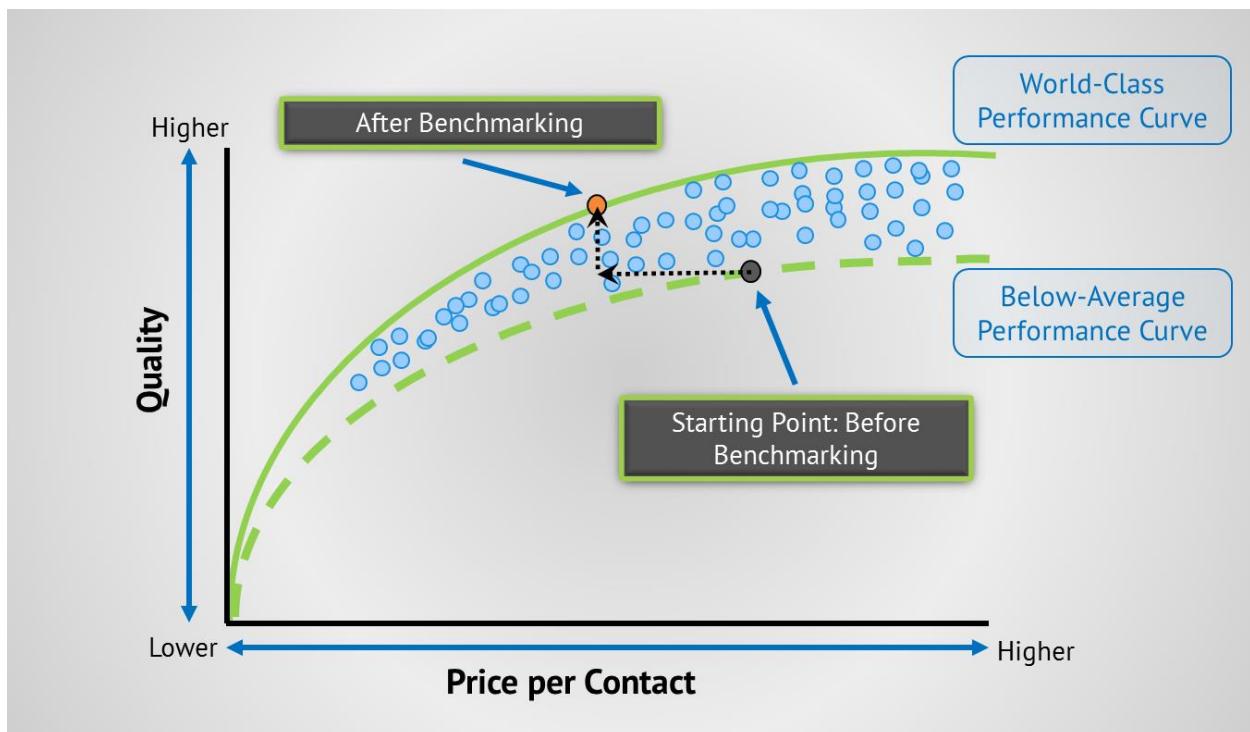 World-Class
Performance Curve
After Benchmarking
Higher
Below-Average
Performance Curve
Quality
Starting Point: Before
Benchmarking
Lower
Higher
Price per Contact